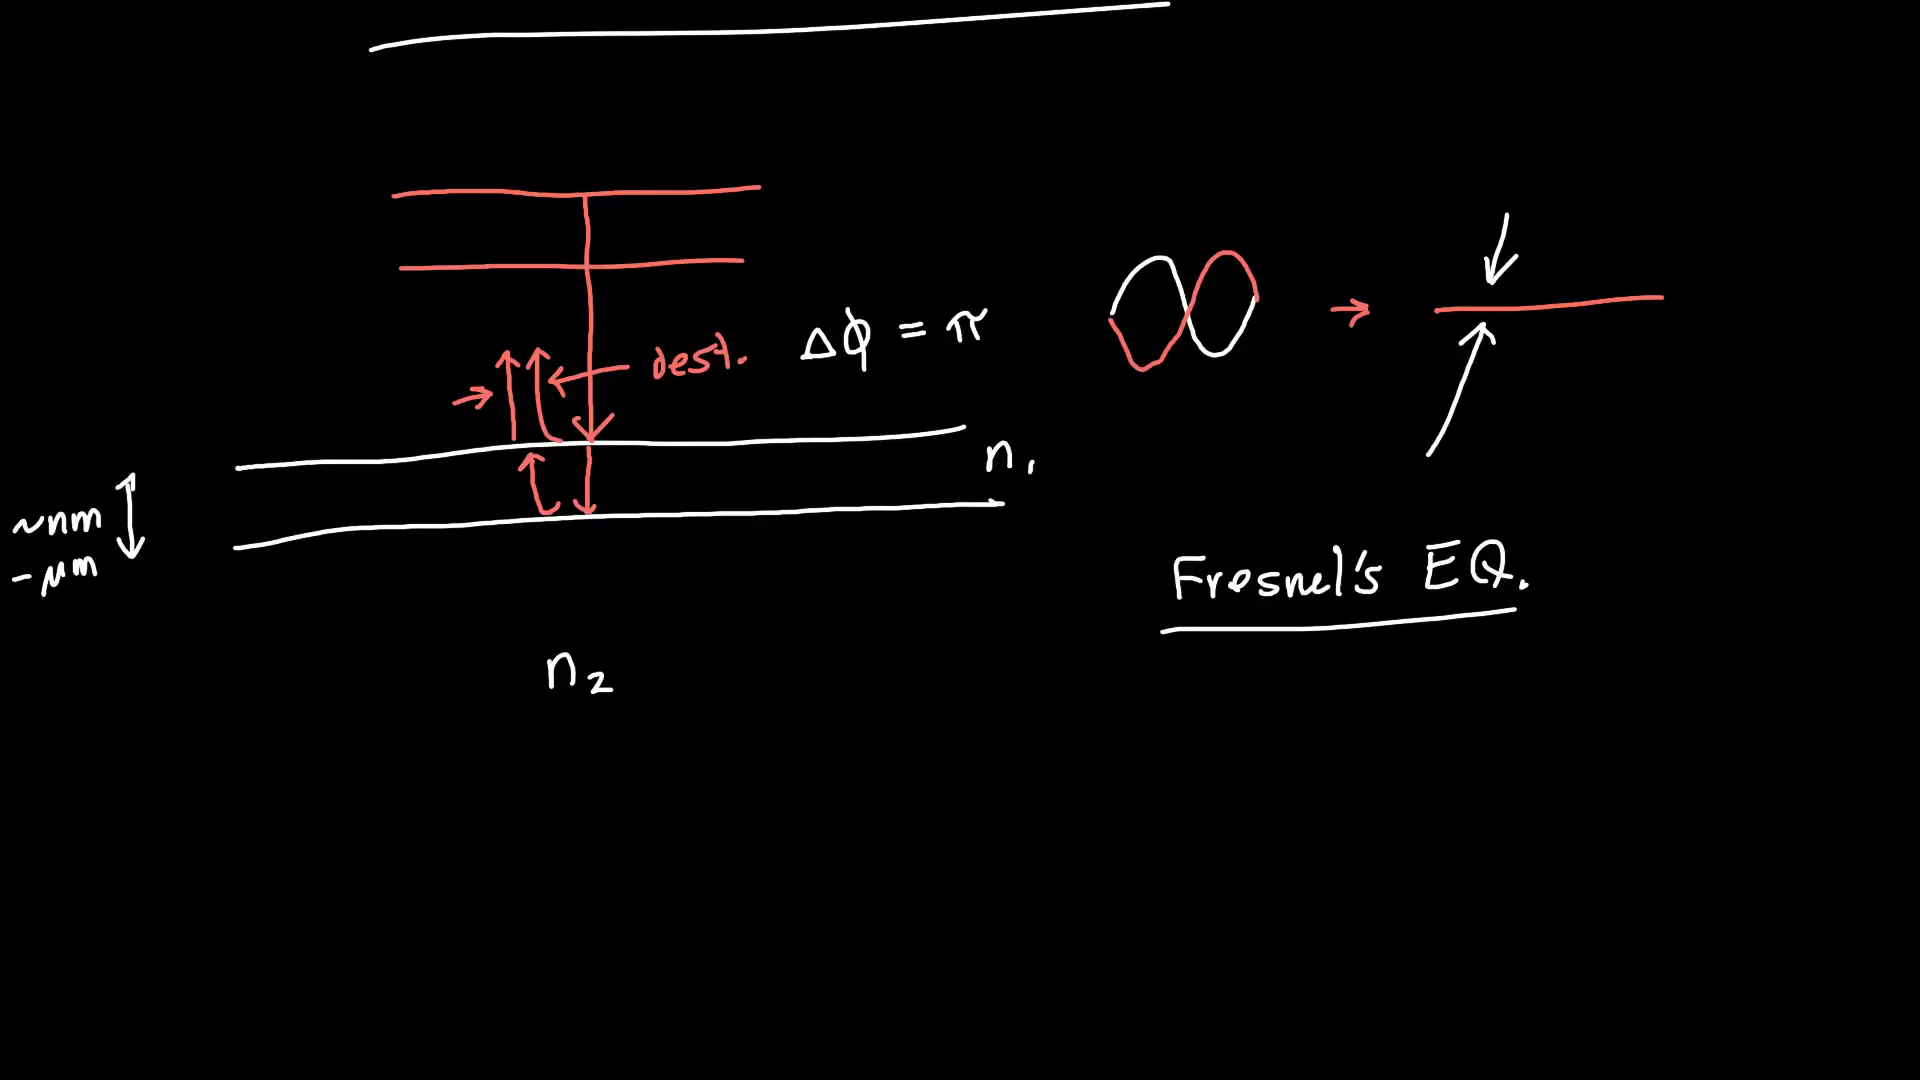 dest.
Δφ = π
n₁
~nm
-μm
Fresnel's EQ.
n₂